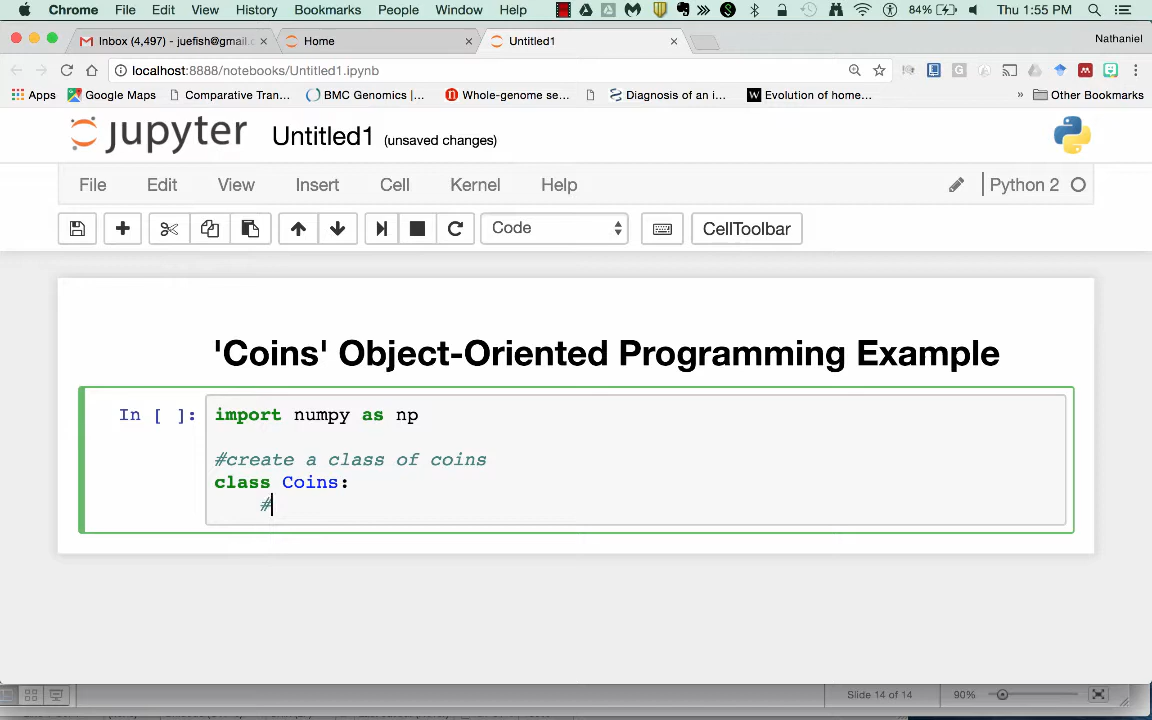 Chrome File Edit View History Bookmarks People Window Help 84% Thu 1:55 PM
Inbox (4,497) - juefish@gmail.c Home Untitled1 Nathaniel
localhost:8888/notebooks/Untitled1.ipynb
Apps Google Maps Comparative Tran... BMC Genomics |... Whole-genome se... Diagnosis of an i... Evolution of home... » Other Bookmarks
jupyter Untitled1 (unsaved changes)
File Edit View Insert Cell Kernel Help Python 2
Code CellToolbar
'Coins' Object-Oriented Programming Example
In [ ]: import numpy as np
#create a class of coins
class Coins:
#
Slide 14 of 14 90%